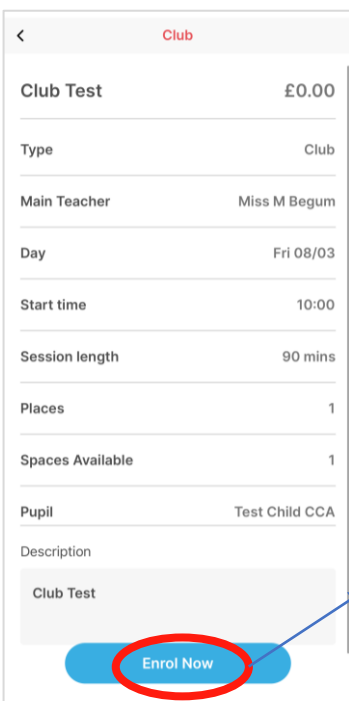 Club
Club Test £0.00
Type Club
Main Teacher Miss M Begum
Day Fri 08/03
Start time 10:00
Session length 90 mins
Places 1
Spaces Available 1
Pupil Test Child CCA
Description
Club Test
Enrol Now